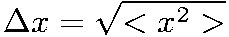 Δx = √<x²>